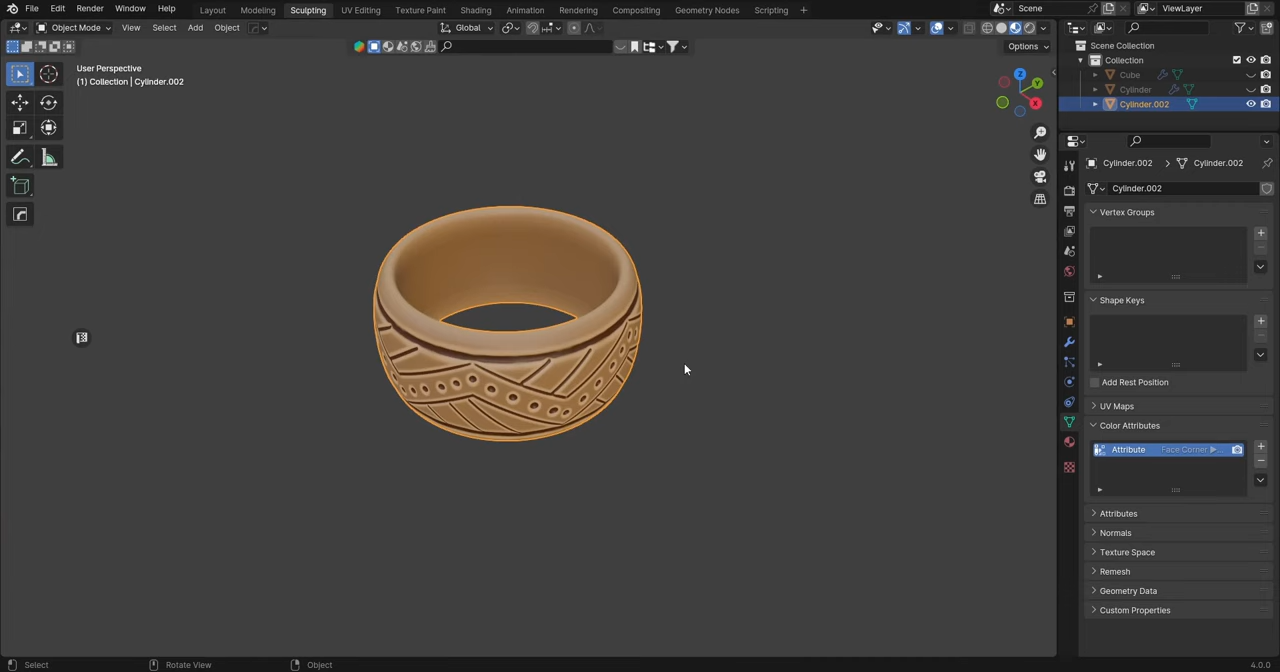 File Edit Render Window Help Layout Modeling Sculpting UV Editing Texture Paint Shading Animation Rendering Compositing Geometry Nodes Scripting + Scene ViewLayer
Object Mode View Select Add Object Global
Options
User Perspective
(1) Collection | Cylinder.002
Z
Y
X
Scene Collection
Collection
Cube
Cylinder
Cylinder.002
Cylinder.002 > Cylinder.002
Cylinder.002
Vertex Groups
Shape Keys
Add Rest Position
UV Maps
Color Attributes
Attribute Face Corner ▶...
Attributes
Normals
Texture Space
Remesh
Geometry Data
Custom Properties
Select Rotate View Object 4.0.0